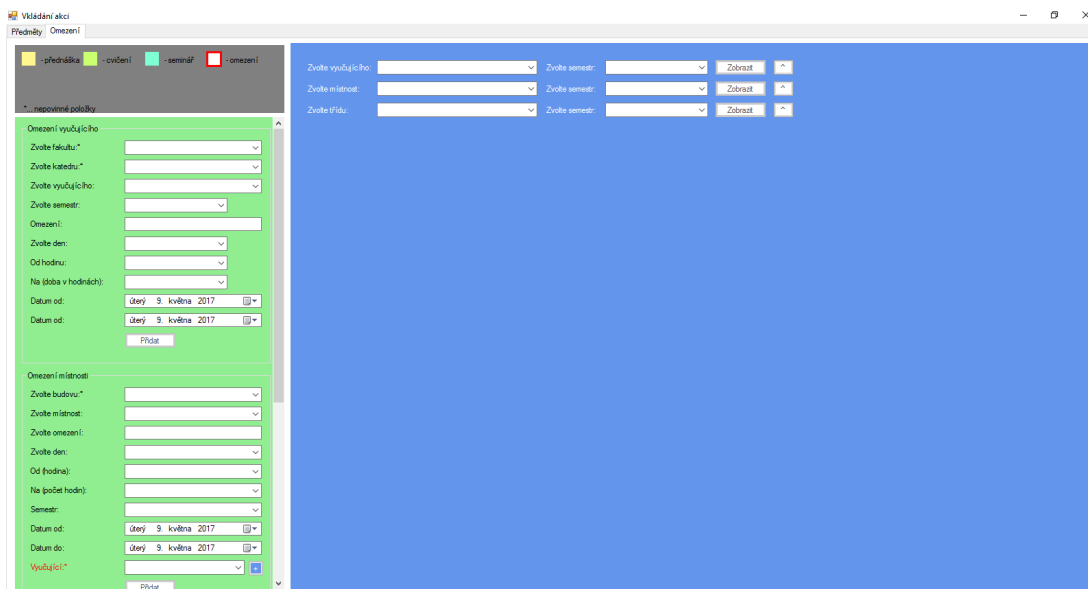 Vkládání akcí
Předměty Omezení
- přednáška - cvičení - seminář - omezení
*... nepovinné položky
Omezení vyučujícího
Zvolte fakultu:*
Zvolte katedru:*
Zvolte vyučujícího:
Zvolte semestr:
Omezení:
Zvolte den:
Od hodinu:
Na (doba v hodinách):
Datum od: úterý 9. května 2017
Datum od: úterý 9. května 2017
Přidat
Omezení místnosti
Zvolte budovu:*
Zvolte místnost:
Zvolte omezení:
Zvolte den:
Od (hodina):
Na (počet hodin):
Semestr:
Datum od: úterý 9. května 2017
Datum do: úterý 9. května 2017
Vyučující:* +
Přidat
Zvolte vyučujícího: Zvolte semestr: Zobrazit ^
Zvolte místnost: Zvolte semestr: Zobrazit ^
Zvolte třídu: Zvolte semestr: Zobrazit ^